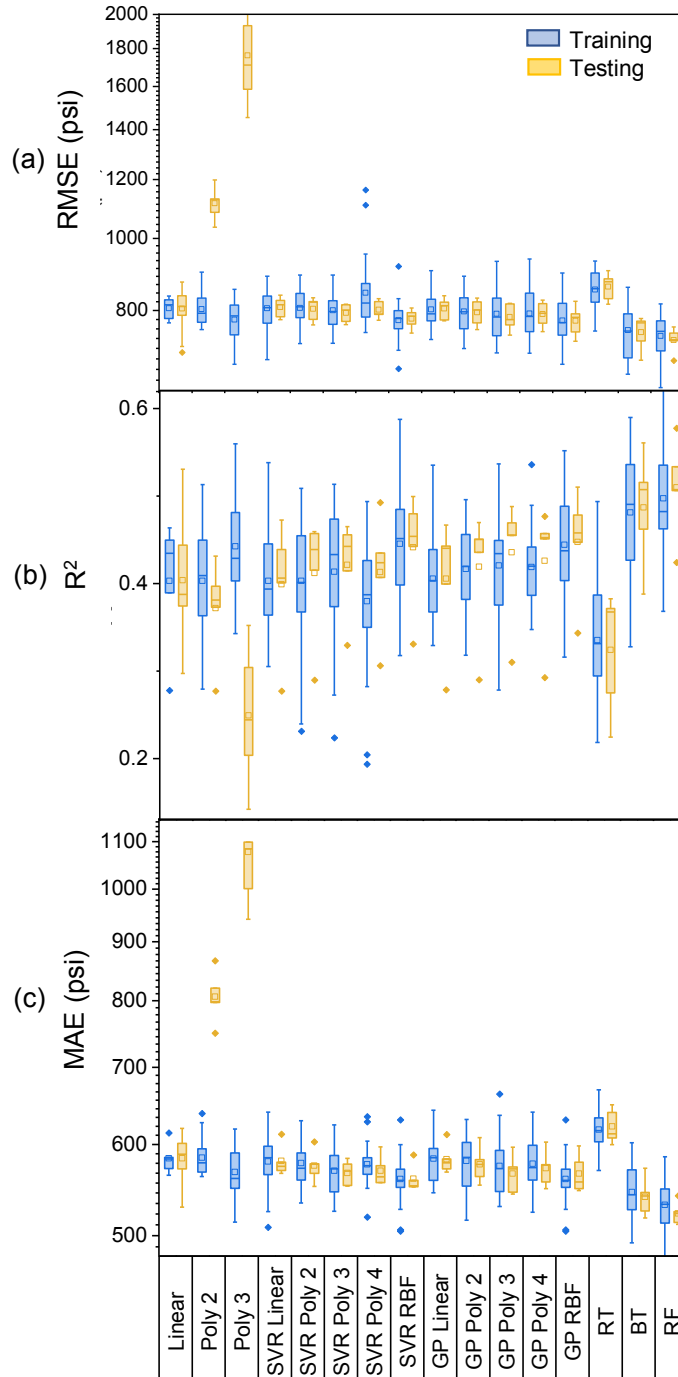 2000
1800
1600
1400
1200
1000
800
(a)
RMSE (psi)
Training
Testing
0.6
0.4
0.2
(b)
R²
1100
1000
900
800
700
600
500
(c)
MAE (psi)
Linear
Poly 2
Poly 3
SVR Linear
SVR Poly 2
SVR Poly 3
SVR Poly 4
SVR RBF
GP Linear
GP Poly 2
GP Poly 3
GP Poly 4
GP RBF
RT
BT
RF